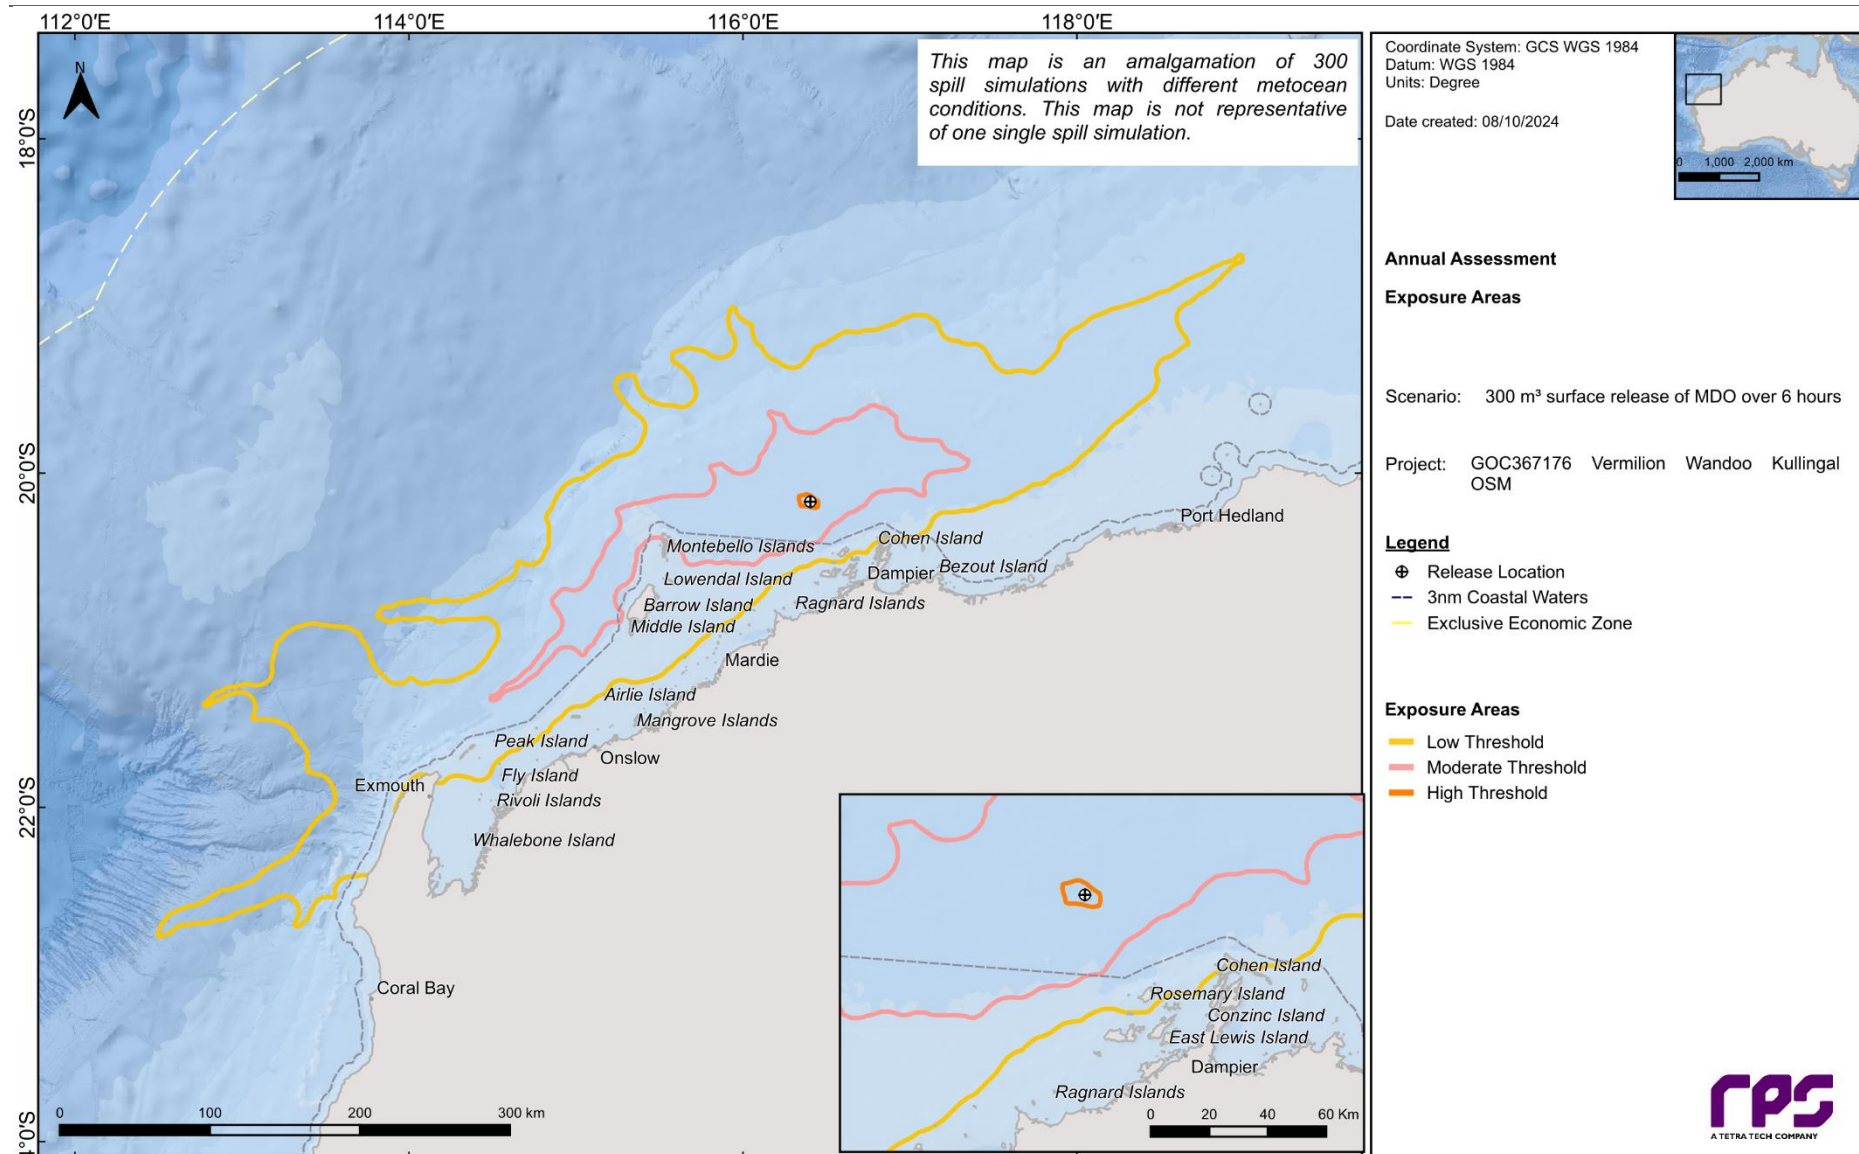 112°0'E 114°0'E 116°0'E 118°0'E
N
18°0'S
20°0'S
22°0'S
4°0'S
This map is an amalgamation of 300
spill simulations with different metocean
conditions. This map is not representative
of one single spill simulation.
Port Hedland
Cohen Island
Montebello Islands
Bezout Island
Dampier
Lowendal Island
Ragnard Islands
Barrow Island
Middle Island
Mardie
Airlie Island
Mangrove Islands
Peak Island
Onslow
Fly Island
Exmouth
Rivoli Islands
Whalebone Island
Coral Bay
0 100 200 300 km
Cohen Island
Rosemary Island
Conzinc Island
East Lewis Island
Dampier
Ragnard Islands
0 20 40 60 Km
Coordinate System: GCS WGS 1984
Datum: WGS 1984
Units: Degree
Date created: 08/10/2024
0 1,000 2,000 km
Annual Assessment
Exposure Areas
Scenario: 300 m³ surface release of MDO over 6 hours
Project: GOC367176 Vermilion Wandoo Kullingal
OSM
Legend
Release Location
3nm Coastal Waters
Exclusive Economic Zone
Exposure Areas
Low Threshold
Moderate Threshold
High Threshold
rps
A TETRA TECH COMPANY